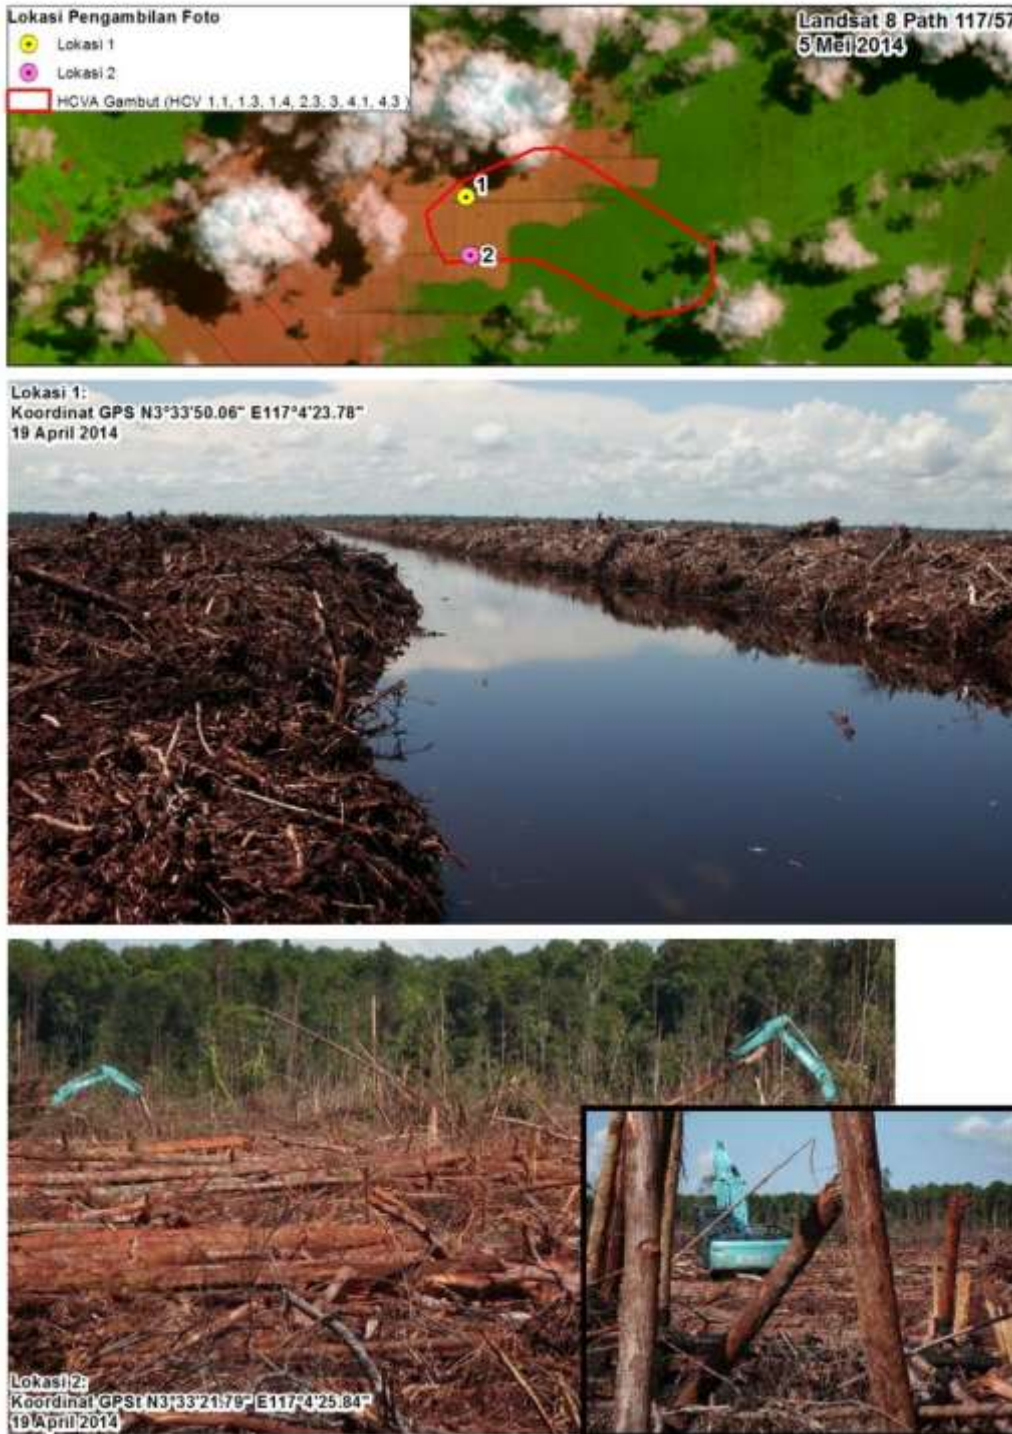 Lokasi Pengambilan Foto
Lokasi 1
Lokasi 2
HCVA Gambut (HCV 1.1, 1.3, 1.4, 2.3, 3, 4.1, 4.3 )
Landsat 8 Path 117/57
5 Mei 2014
1
2
Lokasi 1:
Koordinat GPS N3°33'50.06" E117°4'23.78"
19 April 2014
Lokasi 2:
Koordinat GPSt N3°33'21.79" E117°4'25.84"
19 April 2014